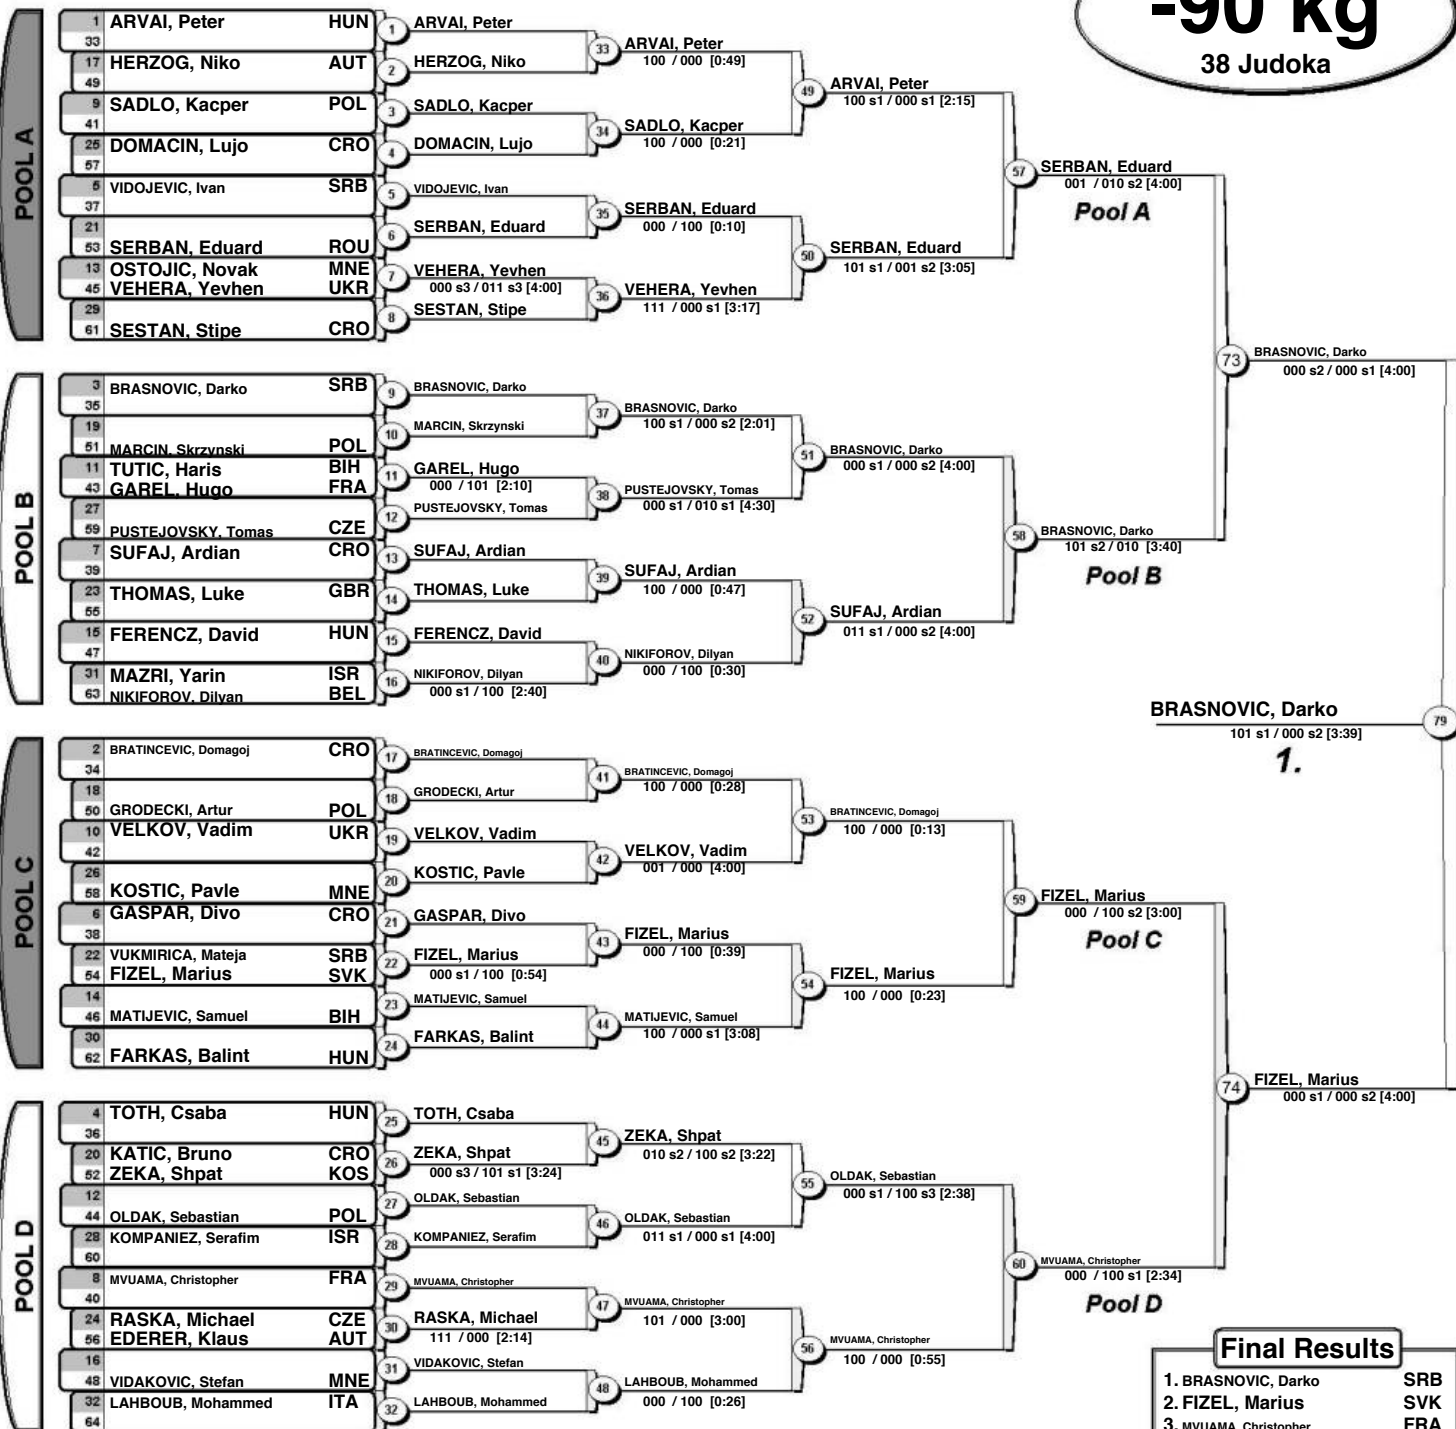 -90 kg
38 Judoka
POOL A
1 ARVAI, Peter HUN
33
17 HERZOG, Niko AUT
49
9 SADLO, Kacper POL
41
25 DOMACIN, Lujo CRO
57
5 VIDOJEVIC, Ivan SRB
37
21
53 SERBAN, Eduard ROU
13 OSTOJIC, Novak MNE
45 VEHERA, Yevhen UKR
29
61 SESTAN, Stipe CRO
1 ARVAI, Peter
2 HERZOG, Niko
3 SADLO, Kacper
4 DOMACIN, Lujo
5 VIDOJEVIC, Ivan
6 SERBAN, Eduard
7 VEHERA, Yevhen
000 s3 / 011 s3 [4:00]
8 SESTAN, Stipe
33 ARVAI, Peter
100 / 000 [0:49]
34 SADLO, Kacper
100 / 000 [0:21]
35 SERBAN, Eduard
000 / 100 [0:10]
36 VEHERA, Yevhen
111 / 000 s1 [3:17]
49 ARVAI, Peter
100 s1 / 000 s1 [2:15]
50 SERBAN, Eduard
101 s1 / 001 s2 [3:05]
57 SERBAN, Eduard
001 / 010 s2 [4:00]
Pool A
POOL B
3 BRASNOVIC, Darko SRB
35
19
51 MARCIN, Skrzynski POL
11 TUTIC, Haris BIH
43 GAREL, Hugo FRA
27
59 PUSTEJOVSKY, Tomas CZE
7 SUFAJ, Ardian CRO
39
23 THOMAS, Luke GBR
55
15 FERENCZ, David HUN
47
31 MAZRI, Yarin ISR
63 NIKIFOROV, Dilyan BEL
9 BRASNOVIC, Darko
10 MARCIN, Skrzynski
11 GAREL, Hugo
000 / 101 [2:10]
12 PUSTEJOVSKY, Tomas
13 SUFAJ, Ardian
14 THOMAS, Luke
15 FERENCZ, David
16 NIKIFOROV, Dilyan
000 s1 / 100 [2:40]
37 BRASNOVIC, Darko
100 s1 / 000 s2 [2:01]
38 PUSTEJOVSKY, Tomas
000 s1 / 010 s1 [4:30]
39 SUFAJ, Ardian
100 / 000 [0:47]
40 NIKIFOROV, Dilyan
000 / 100 [0:30]
51 BRASNOVIC, Darko
000 s1 / 000 s2 [4:00]
52 SUFAJ, Ardian
011 s1 / 000 s2 [4:00]
58 BRASNOVIC, Darko
101 s2 / 010 [3:40]
Pool B
73 BRASNOVIC, Darko
000 s2 / 000 s1 [4:00]
BRASNOVIC, Darko 79
101 s1 / 000 s2 [3:39]
1.
POOL C
2 BRATINCEVIC, Domagoj CRO
34
18
50 GRODECKI, Artur POL
10 VELKOV, Vadim UKR
42
26
58 KOSTIC, Pavle MNE
6 GASPAR, Divo CRO
38
22 VUKMIRICA, Mateja SRB
54 FIZEL, Marius SVK
14
46 MATIJEVIC, Samuel BIH
30
62 FARKAS, Balint HUN
17 BRATINCEVIC, Domagoj
18 GRODECKI, Artur
19 VELKOV, Vadim
20 KOSTIC, Pavle
21 GASPAR, Divo
22 FIZEL, Marius
000 s1 / 100 [0:54]
23 MATIJEVIC, Samuel
24 FARKAS, Balint
41 BRATINCEVIC, Domagoj
100 / 000 [0:28]
42 VELKOV, Vadim
001 / 000 [4:00]
43 FIZEL, Marius
000 / 100 [0:39]
44 MATIJEVIC, Samuel
100 / 000 s1 [3:08]
53 BRATINCEVIC, Domagoj
100 / 000 [0:13]
54 FIZEL, Marius
100 / 000 [0:23]
59 FIZEL, Marius
000 / 100 s2 [3:00]
Pool C
74 FIZEL, Marius
000 s1 / 000 s2 [4:00]
POOL D
4 TOTH, Csaba HUN
36
20 KATIC, Bruno CRO
52 ZEKA, Shpat KOS
12
44 OLDAK, Sebastian POL
28 KOMPANIEZ, Serafim ISR
60
8 MVUAMA, Christopher FRA
40
24 RASKA, Michael CZE
56 EDERER, Klaus AUT
16
48 VIDAKOVIC, Stefan MNE
32 LAHBOUB, Mohammed ITA
64
25 TOTH, Csaba
26 ZEKA, Shpat
000 s3 / 101 s1 [3:24]
27 OLDAK, Sebastian
28 KOMPANIEZ, Serafim
29 MVUAMA, Christopher
30 RASKA, Michael
111 / 000 [2:14]
31 VIDAKOVIC, Stefan
32 LAHBOUB, Mohammed
45 ZEKA, Shpat
010 s2 / 100 s2 [3:22]
46 OLDAK, Sebastian
011 s1 / 000 s1 [4:00]
47 MVUAMA, Christopher
101 / 000 [3:00]
48 LAHBOUB, Mohammed
000 / 100 [0:26]
55 OLDAK, Sebastian
000 s1 / 100 s3 [2:38]
56 MVUAMA, Christopher
100 / 000 [0:55]
60 MVUAMA, Christopher
000 / 100 s1 [2:34]
Pool D
Final Results
1. BRASNOVIC, Darko SRB
2. FIZEL, Marius SVK
3. MVUAMA, Christopher FRA